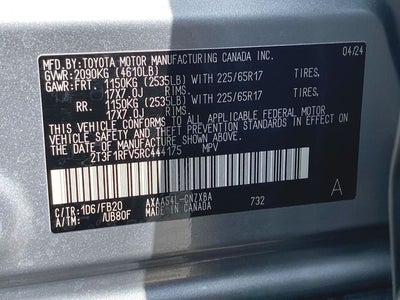 MFD.BY:TOYOTA MOTOR MANUFACTURING CANADA INC. 04/24
GVWR: 2090KG (4610LB)
GAWR:FRT. 1150KG (2535LB) WITH 225/65R17 TIRES,
17X7.0J RIMS,
RR. 1150KG (2535LB) WITH 225/65R17 TIRES,
17X7.0J RIMS,
THIS VEHICLE CONFORMS TO ALL APPLICABLE FEDERAL MOTOR
VEHICLE SAFETY, BUMPER, AND THEFT PREVENTION STANDARDS
IN EFFECT ON THE DATE OF MANUFACTURE SHOWN ABOVE.
2T3F1RFV5RC444175 MPV
C/TR:1D6/FB20 AXAA54L-CNZXBA A
A/TM: /UB80F MADE IN CANADA 732